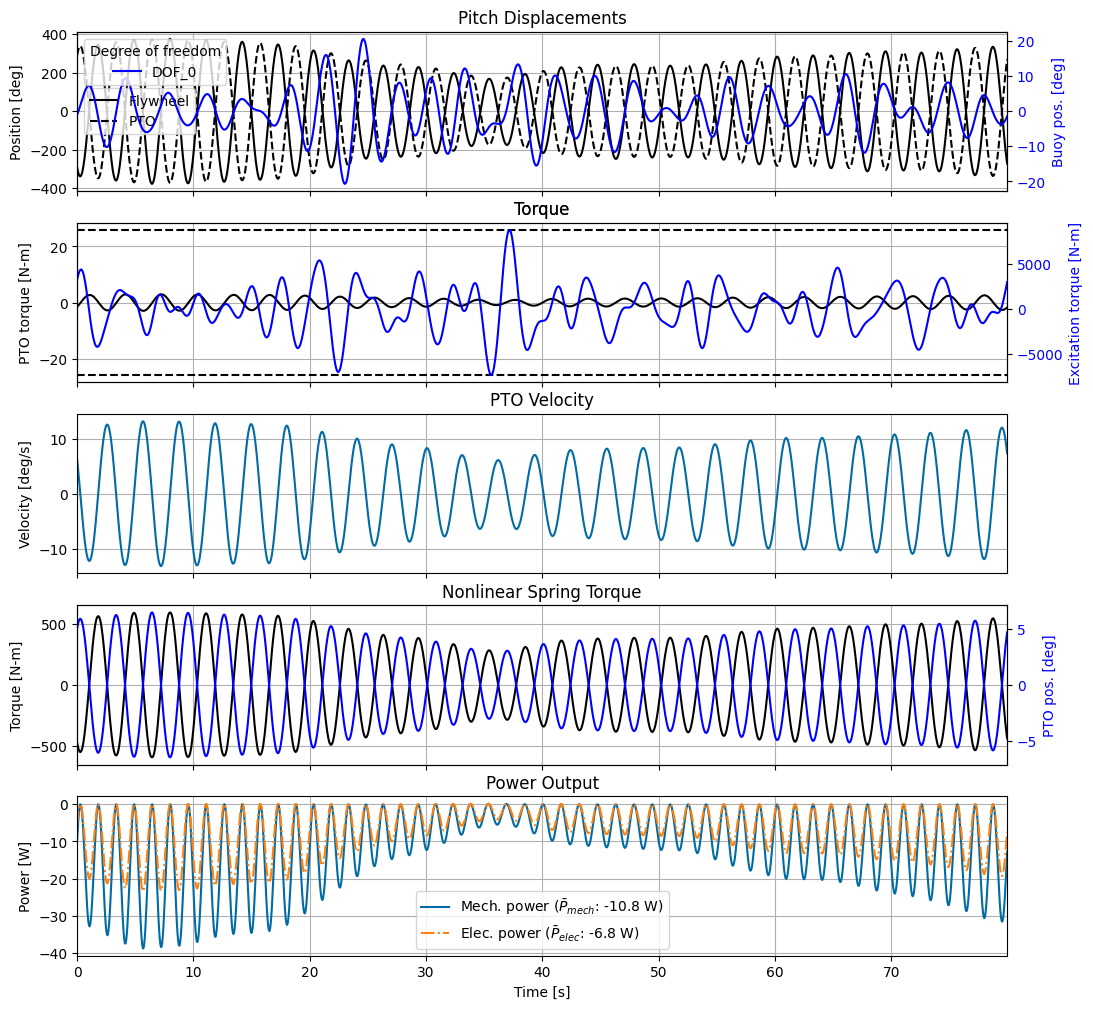 Pitch Displacements
Position [deg]
400
200
0
−200
−400
Degree of freedom
DOF_0
Flywheel
PTO
20
10
0
−10
−20
Buoy pos. [deg]
Torque
PTO torque [N-m]
20
0
−20
5000
0
−5000
Excitation torque [N-m]
PTO Velocity
Velocity [deg/s]
10
0
−10
Nonlinear Spring Torque
Torque [N-m]
500
0
−500
5
0
−5
PTO pos. [deg]
Power Output
Power [W]
0
−10
−20
−30
−40
Mech. power (P̄mech: -10.8 W)
Elec. power (P̄elec: -6.8 W)
0 10 20 30 40 50 60 70
Time [s]